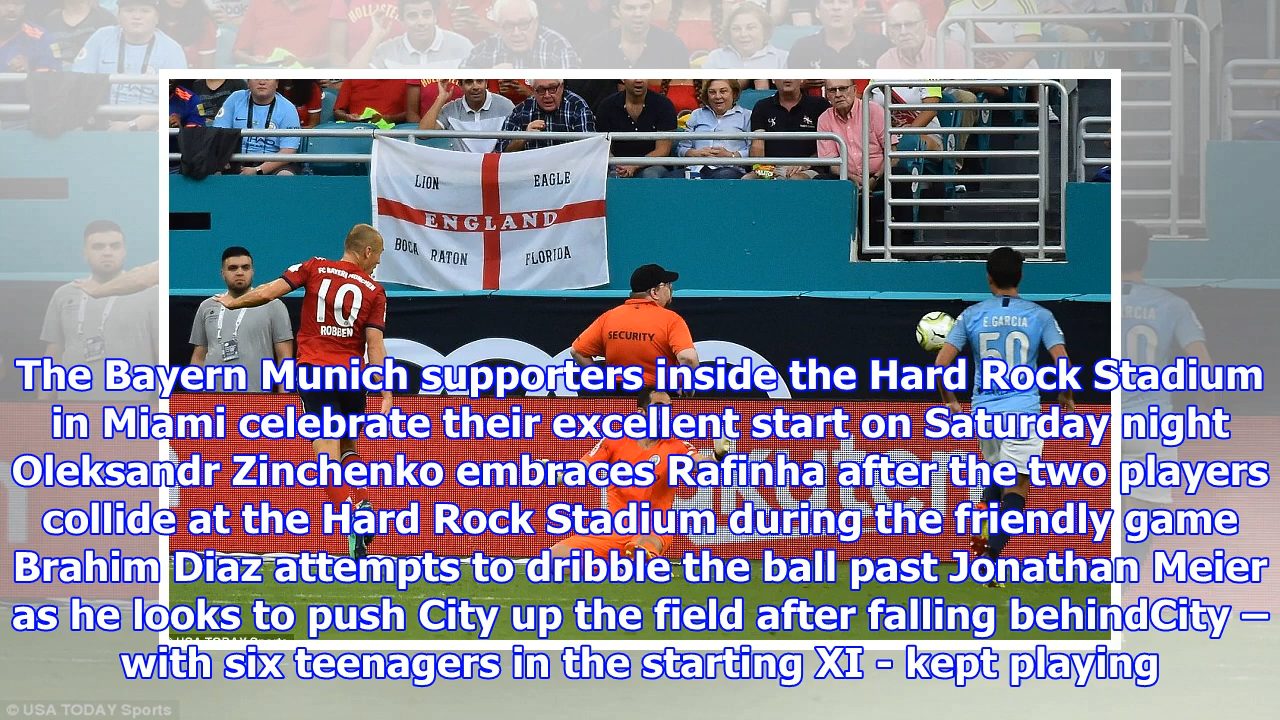 LION EAGLE
ENGLAND
BOCA RATON FLORIDA
FC BAYERN MÜNCHEN
10
ROBBEN
SECURITY
E.GARCIA
50
The Bayern Munich supporters inside the Hard Rock Stadium
in Miami celebrate their excellent start on Saturday night
Oleksandr Zinchenko embraces Rafinha after the two players
collide at the Hard Rock Stadium during the friendly game
Brahim Diaz attempts to dribble the ball past Jonathan Meier
as he looks to push City up the field after falling behindCity –
with six teenagers in the starting XI - kept playing
© USA TODAY Sports